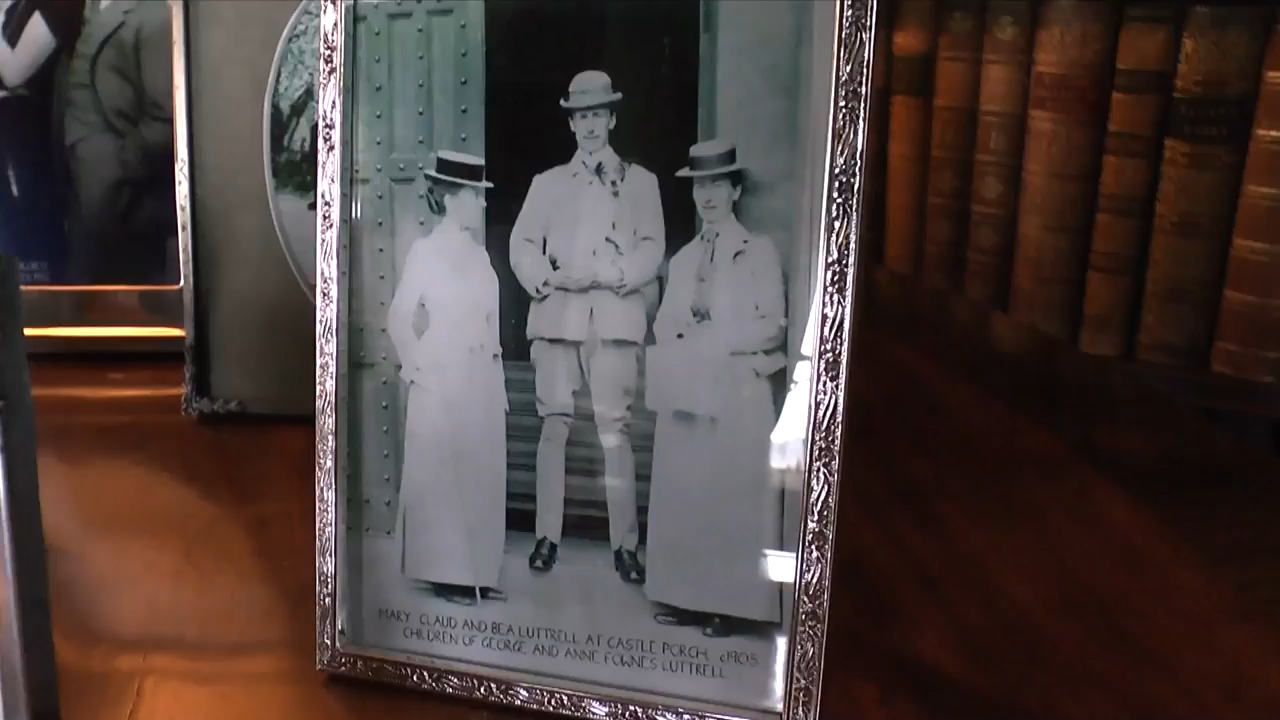 MARY CLAUD AND BEA LUTTRELL AT CASTLE PORCH. c1905
CHILDREN OF GEORGE AND ANNE FOWNES LUTTRELL